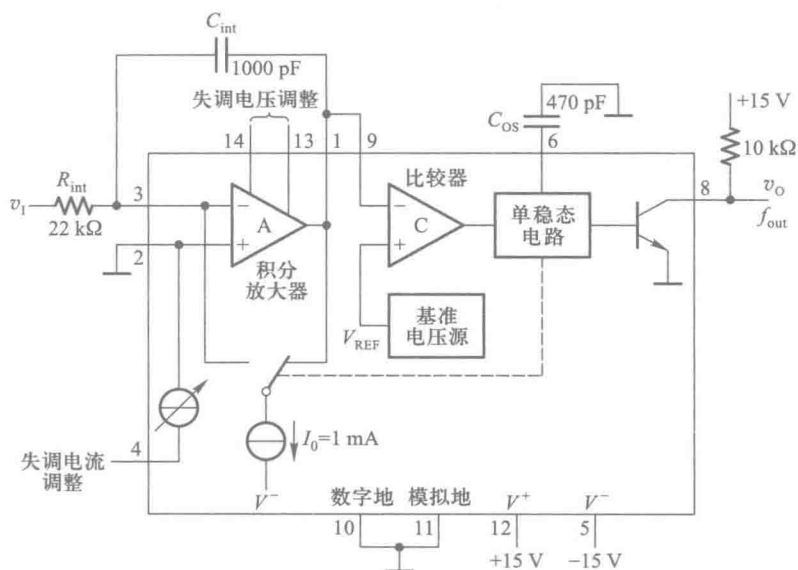 C_int
1000 pF
失调电压调整
14 13 1 9
470 pF
C_OS
6
+15 V
10 kΩ
R_int
v_I
22 kΩ
3
2
A
积分
放大器
比较器
C
单稳态
电路
8
v_O
f_out
V_REF
基准
电压源
4
失调电流
调整
I_0=1 mA
V^-
数字地 模拟地 V^+ V^-
10 11 12 5
+15 V −15 V